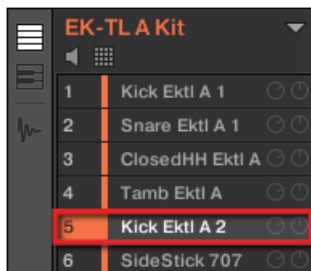 EK-TL A Kit
1 Kick Ektl A 1
2 Snare Ektl A 1
3 ClosedHH Ektl A
4 Tamb Ektl A
5 Kick Ektl A 2
6 SideStick 707